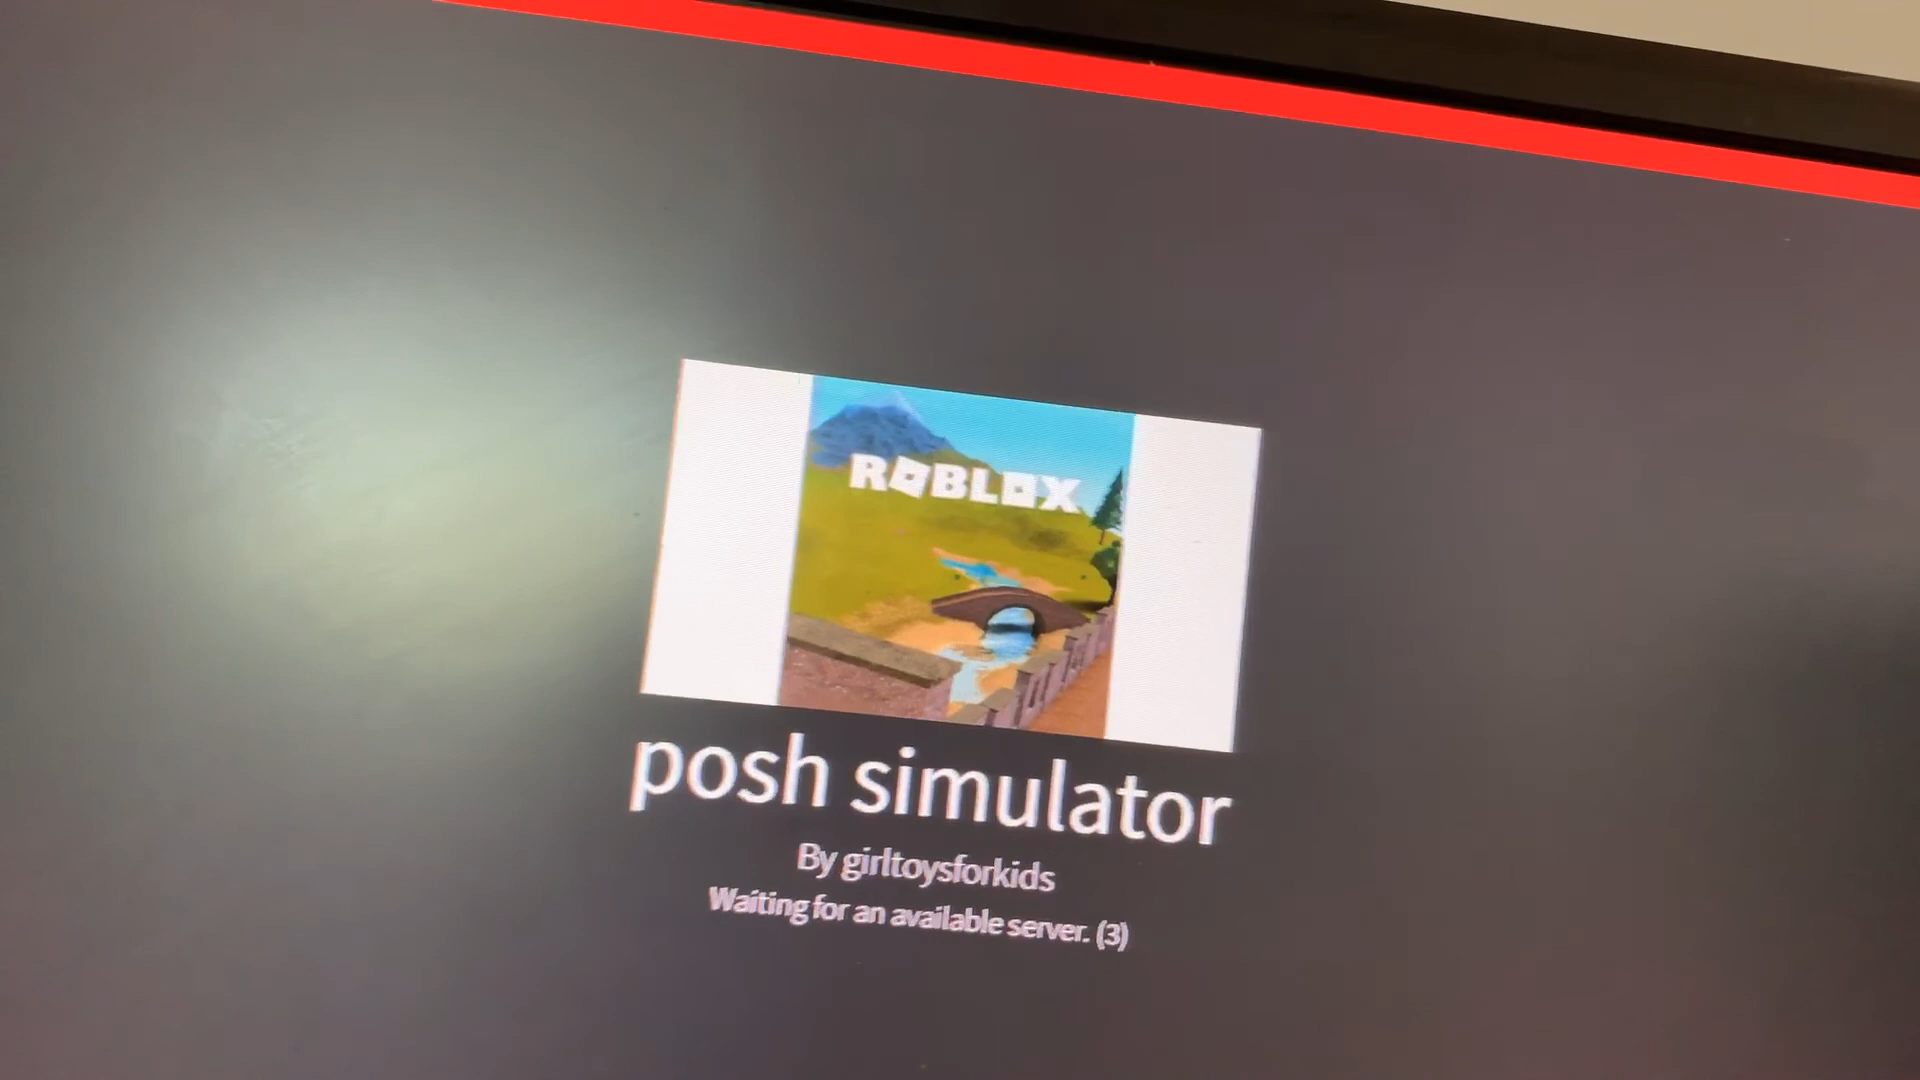 ROBLOX
posh simulator
By girltoysforkids
Waiting for an available server. (3)